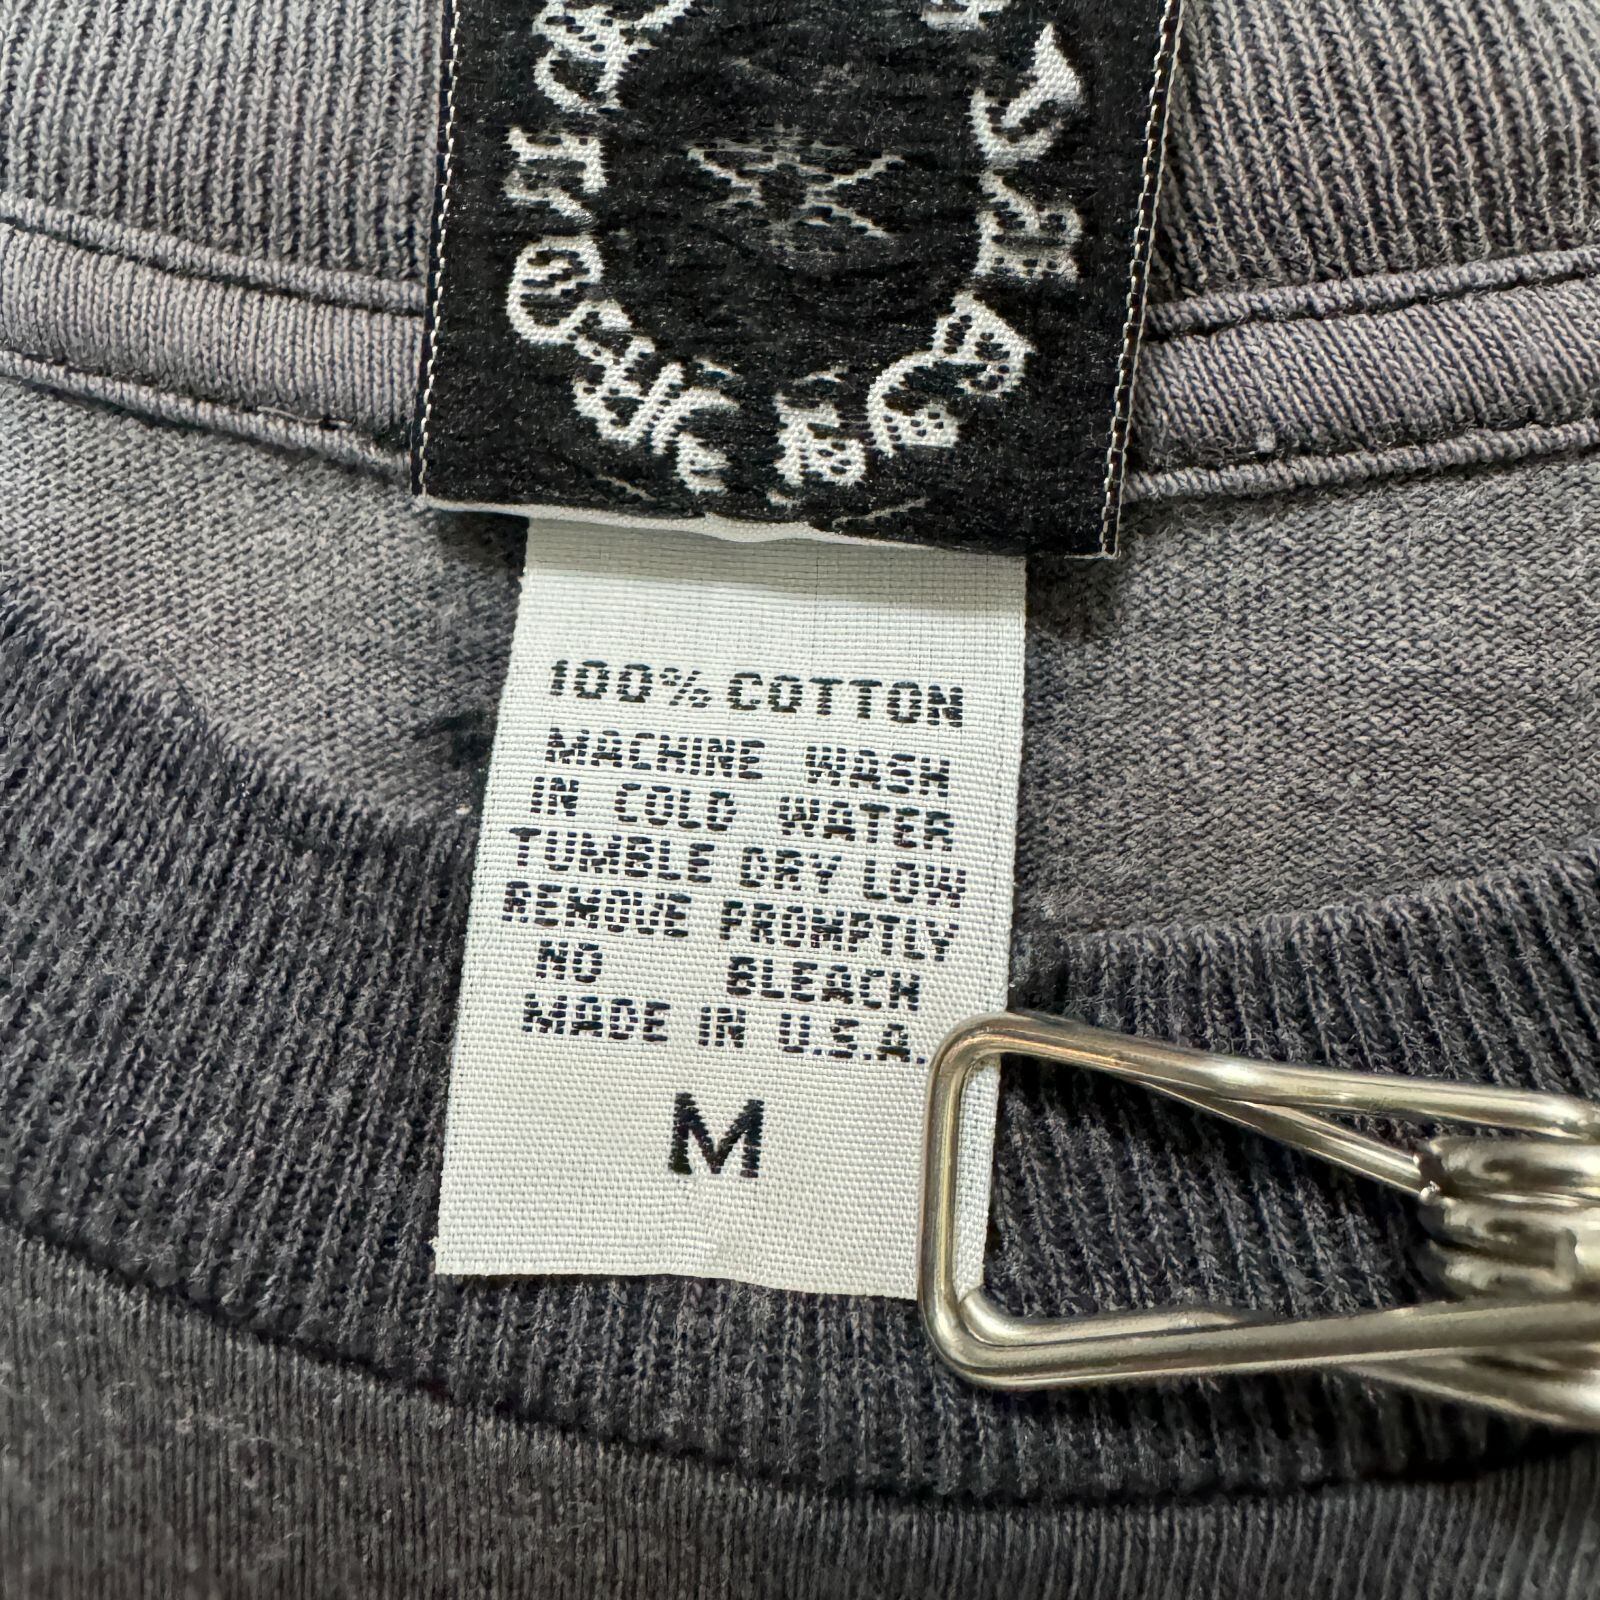 100% COTTON
MACHINE WASH
IN COLD WATER
TUMBLE DRY LOW
REMOVE PROMPTLY
NO BLEACH
MADE IN U.S.A.
M